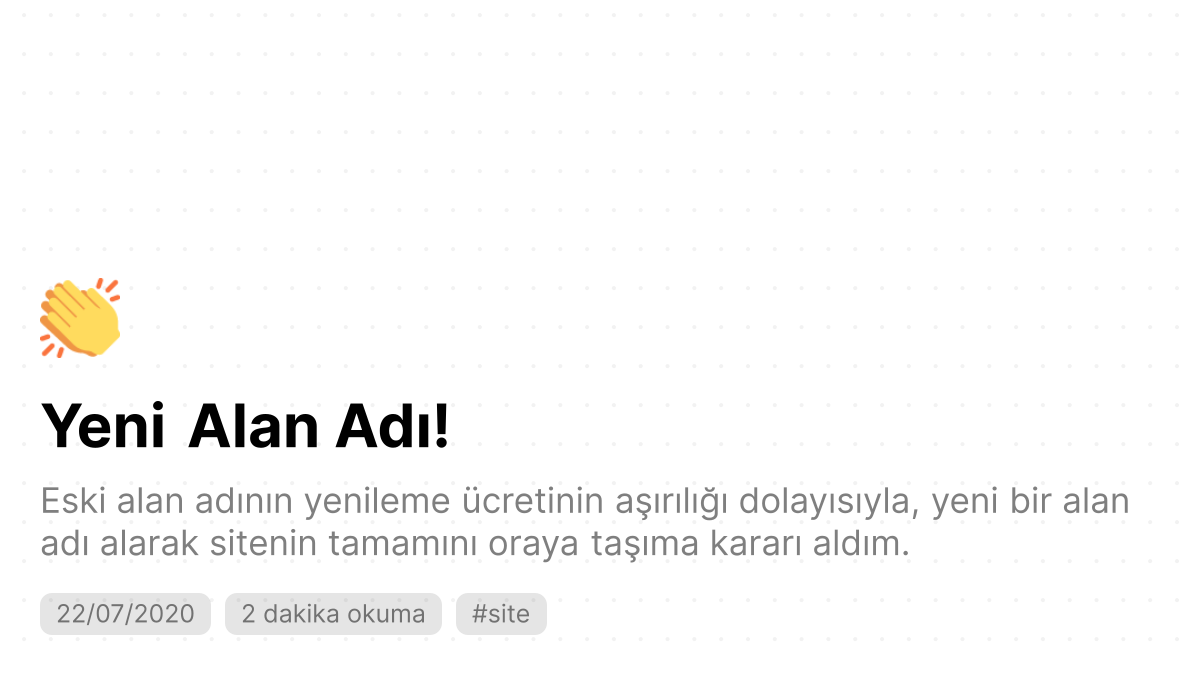 Yeni Alan Adı!
Eski alan adının yenileme ücretinin aşırılığı dolayısıyla, yeni bir alan
adı alarak sitenin tamamını oraya taşıma kararı aldım.
22/07/2020 2 dakika okuma #site